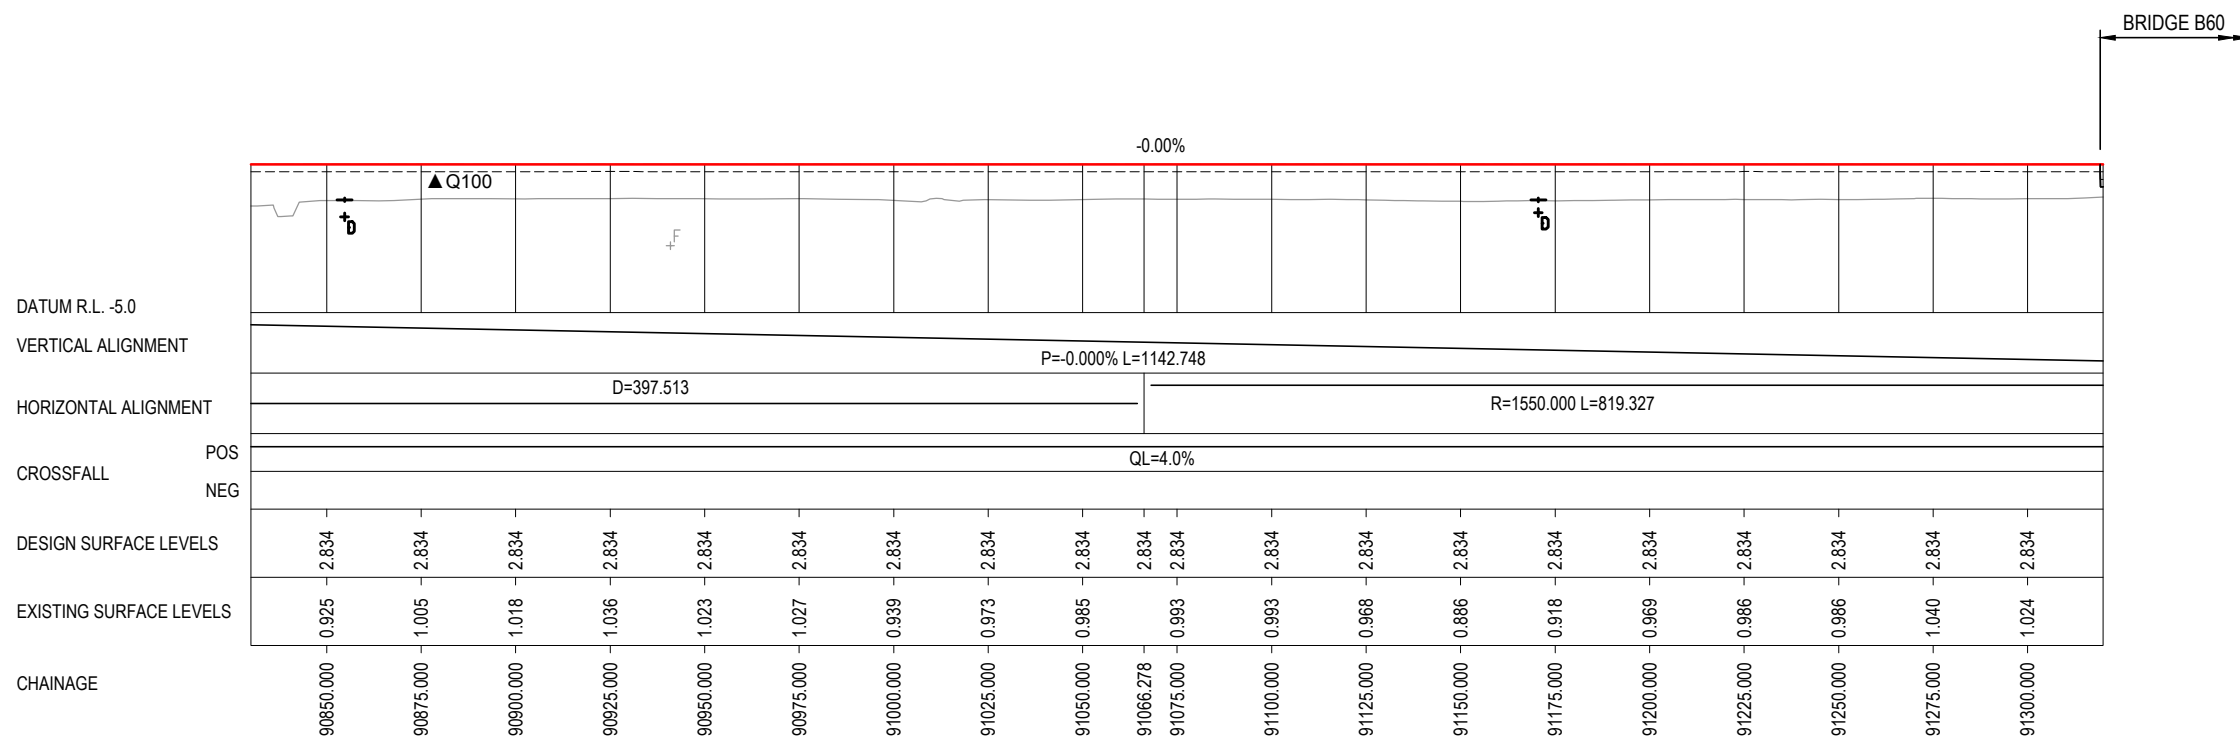 BRIDGE B60
-0.00%
▲Q100
D
D
F
DATUM R.L. -5.0
VERTICAL ALIGNMENT
P=-0.000% L=1142.748
HORIZONTAL ALIGNMENT
D=397.513
R=1550.000 L=819.327
CROSSFALL
POS
QL=4.0%
NEG
DESIGN SURFACE LEVELS
2.834 2.834 2.834 2.834 2.834 2.834 2.834 2.834 2.834 2.834 2.834 2.834 2.834 2.834 2.834 2.834 2.834 2.834 2.834 2.834
EXISTING SURFACE LEVELS
0.925 1.005 1.018 1.036 1.023 1.027 0.939 0.973 0.985 0.993 0.993 0.968 0.886 0.918 0.969 0.986 0.986 1.040 1.024
CHAINAGE
90850.000 90875.000 90900.000 90925.000 90950.000 90975.000 91000.000 91025.000 91050.000 91066.278 91075.000 91100.000 91125.000 91150.000 91175.000 91200.000 91225.000 91250.000 91275.000 91300.000